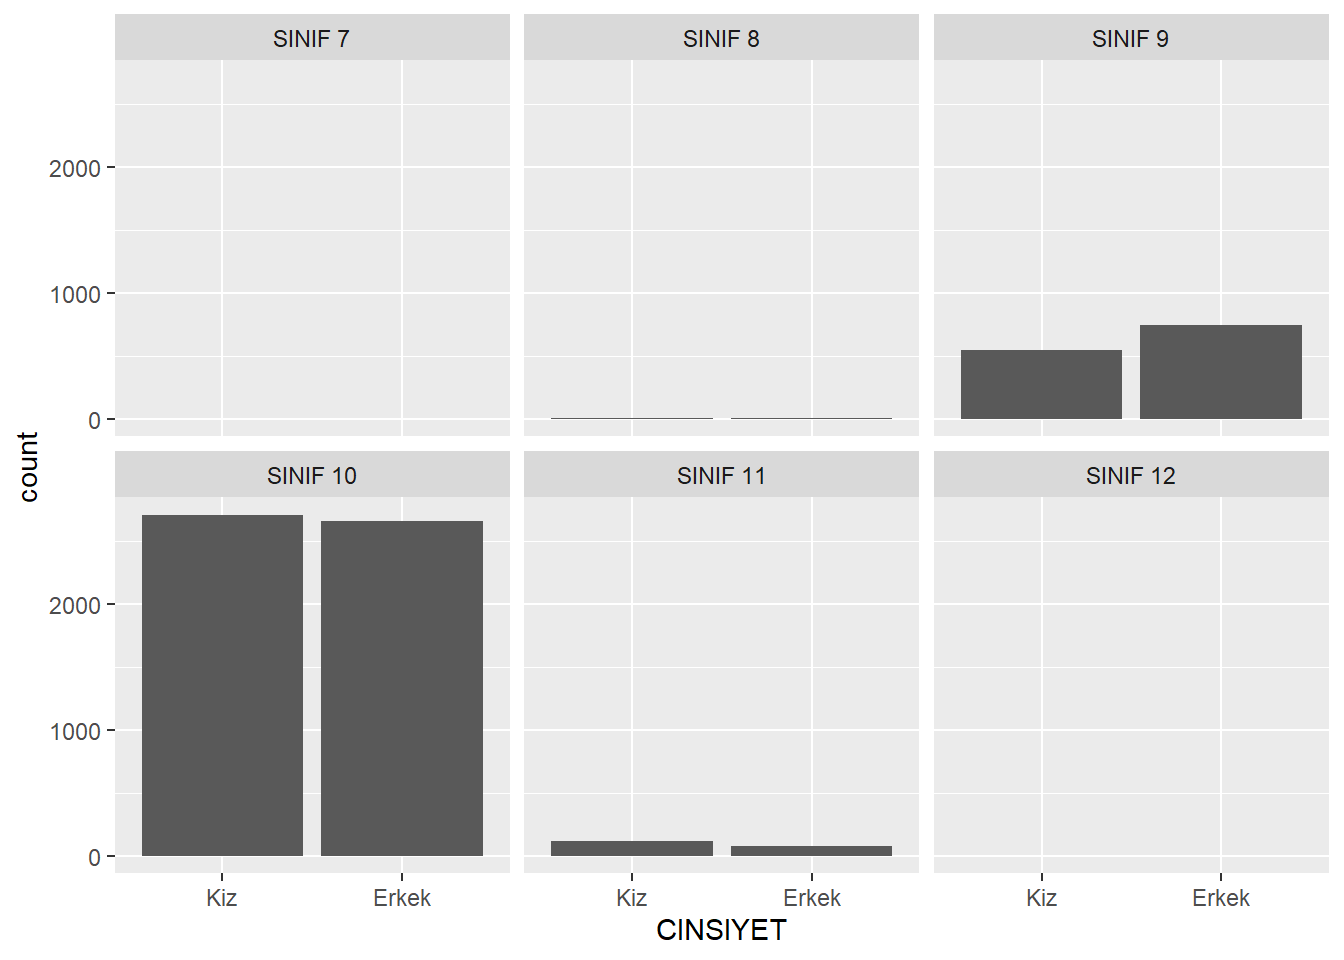 SINIF 7
SINIF 8
SINIF 9
2000
1000
0
count
SINIF 10
SINIF 11
SINIF 12
2000
1000
0
Kiz
Erkek
Kiz
Erkek
Kiz
Erkek
CINSIYET